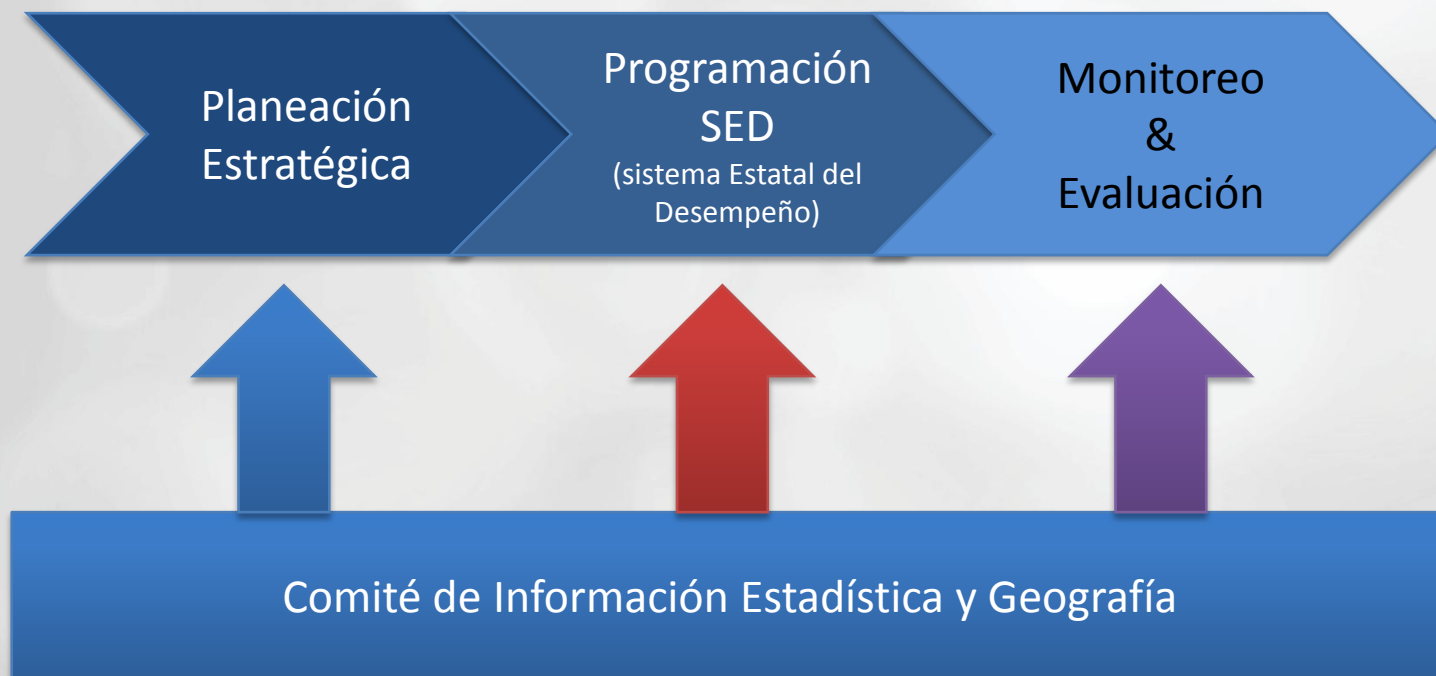 Planeación
Estratégica
Programación
SED
(sistema Estatal del
Desempeño)
Monitoreo
&
Evaluación
Comité de Información Estadística y Geografía